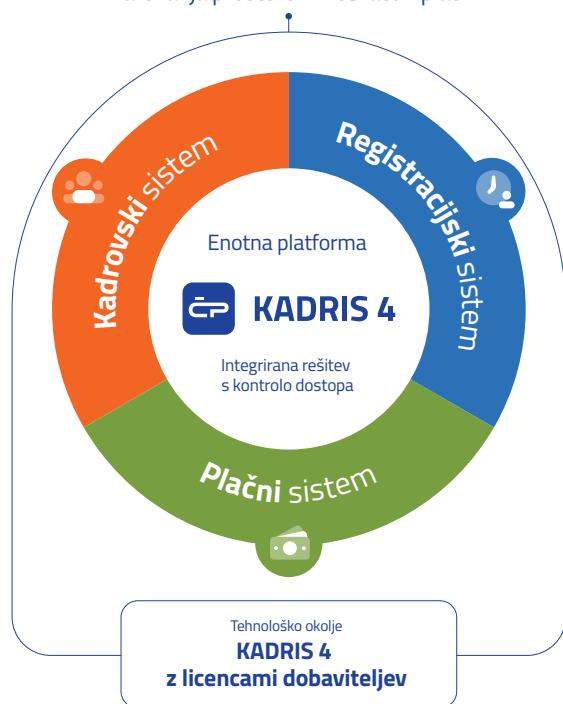 Kadrovski sistem
Registracijski sistem
Enotna platforma
ČP KADRIS 4
Integrirana rešitev
s kontrolo dostopa
Plačni sistem
Tehnološko okolje
KADRIS 4
z licencami dobaviteljev